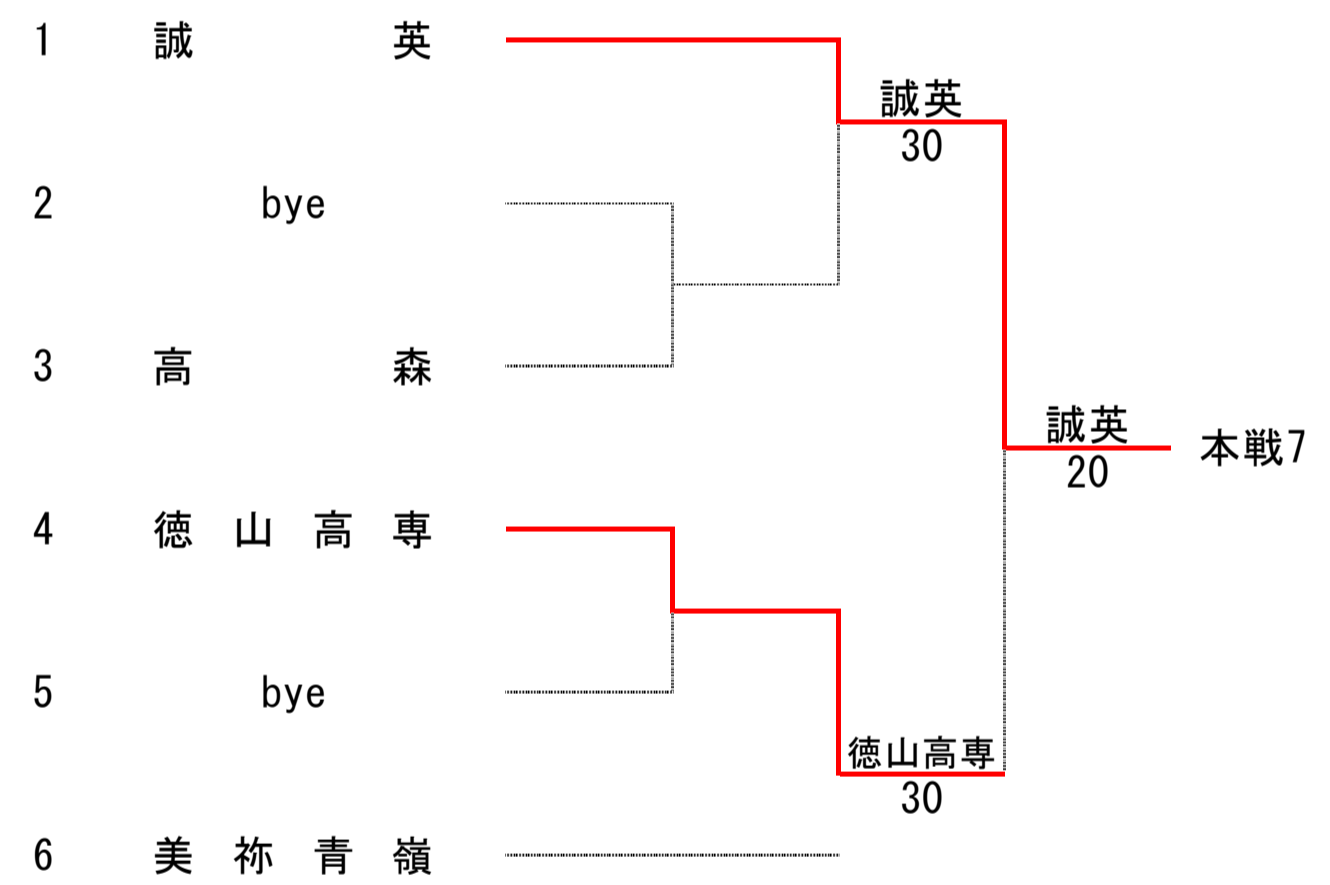 1 誠 英
誠英
30
2 bye
3 高 森
誠英
20
本戦7
4 徳 山 高 専
5 bye
徳山高専
30
6 美 祢 青 嶺